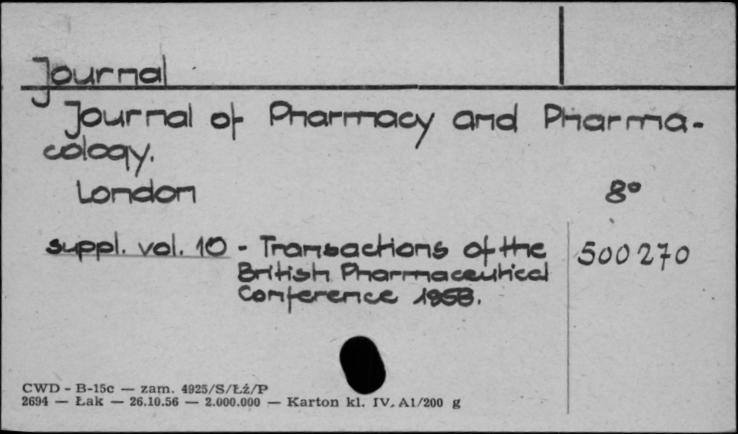 Journal
Journal of Pharmacy and Pharma-
cology.
London 8°
suppl. vol. 10 - Transactions of the 500270
British Pharmaceutical
Conference 1958.
CWD - B-15c — zam. 4925/S/Łź/P
2694 — Łak — 26.10.56 — 2.000.000 — Karton kl. IV. A1/200 g